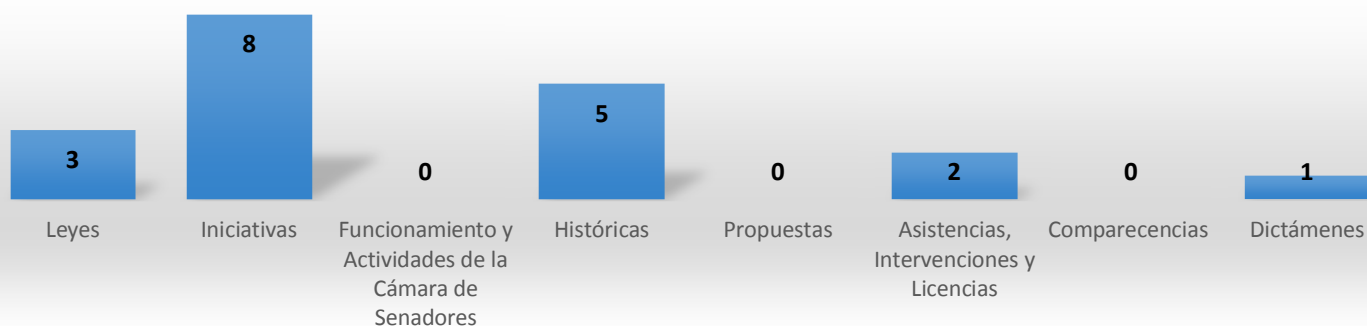 3
8
0
5
0
2
0
1
Leyes
Iniciativas
Funcionamiento y
Actividades de la
Cámara de
Senadores
Históricas
Propuestas
Asistencias,
Intervenciones y
Licencias
Comparecencias
Dictámenes